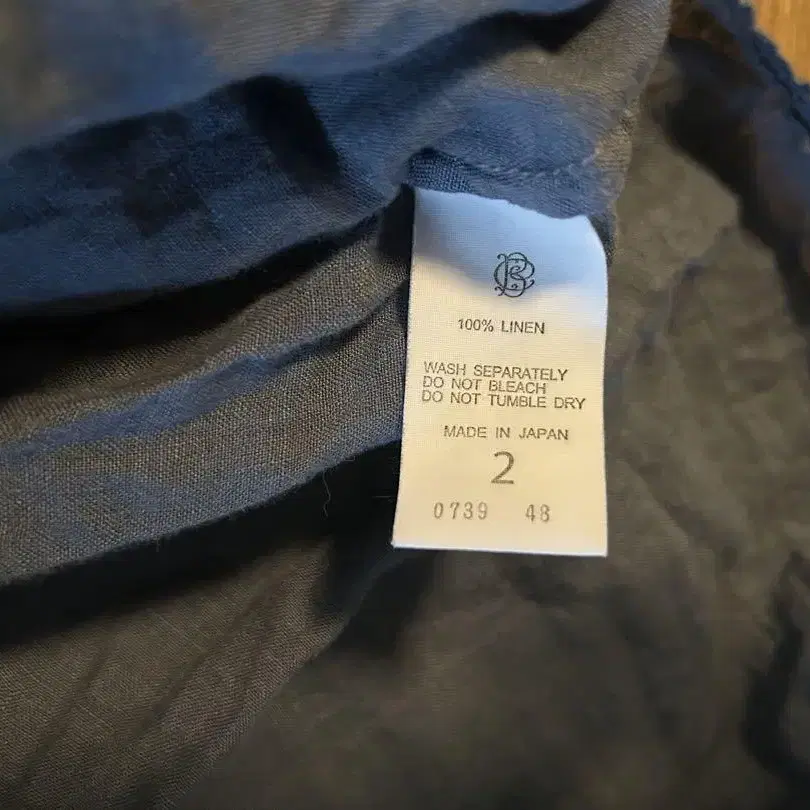 100% LINEN
WASH SEPARATELY
DO NOT BLEACH
DO NOT TUMBLE DRY
MADE IN JAPAN
2
0739 48